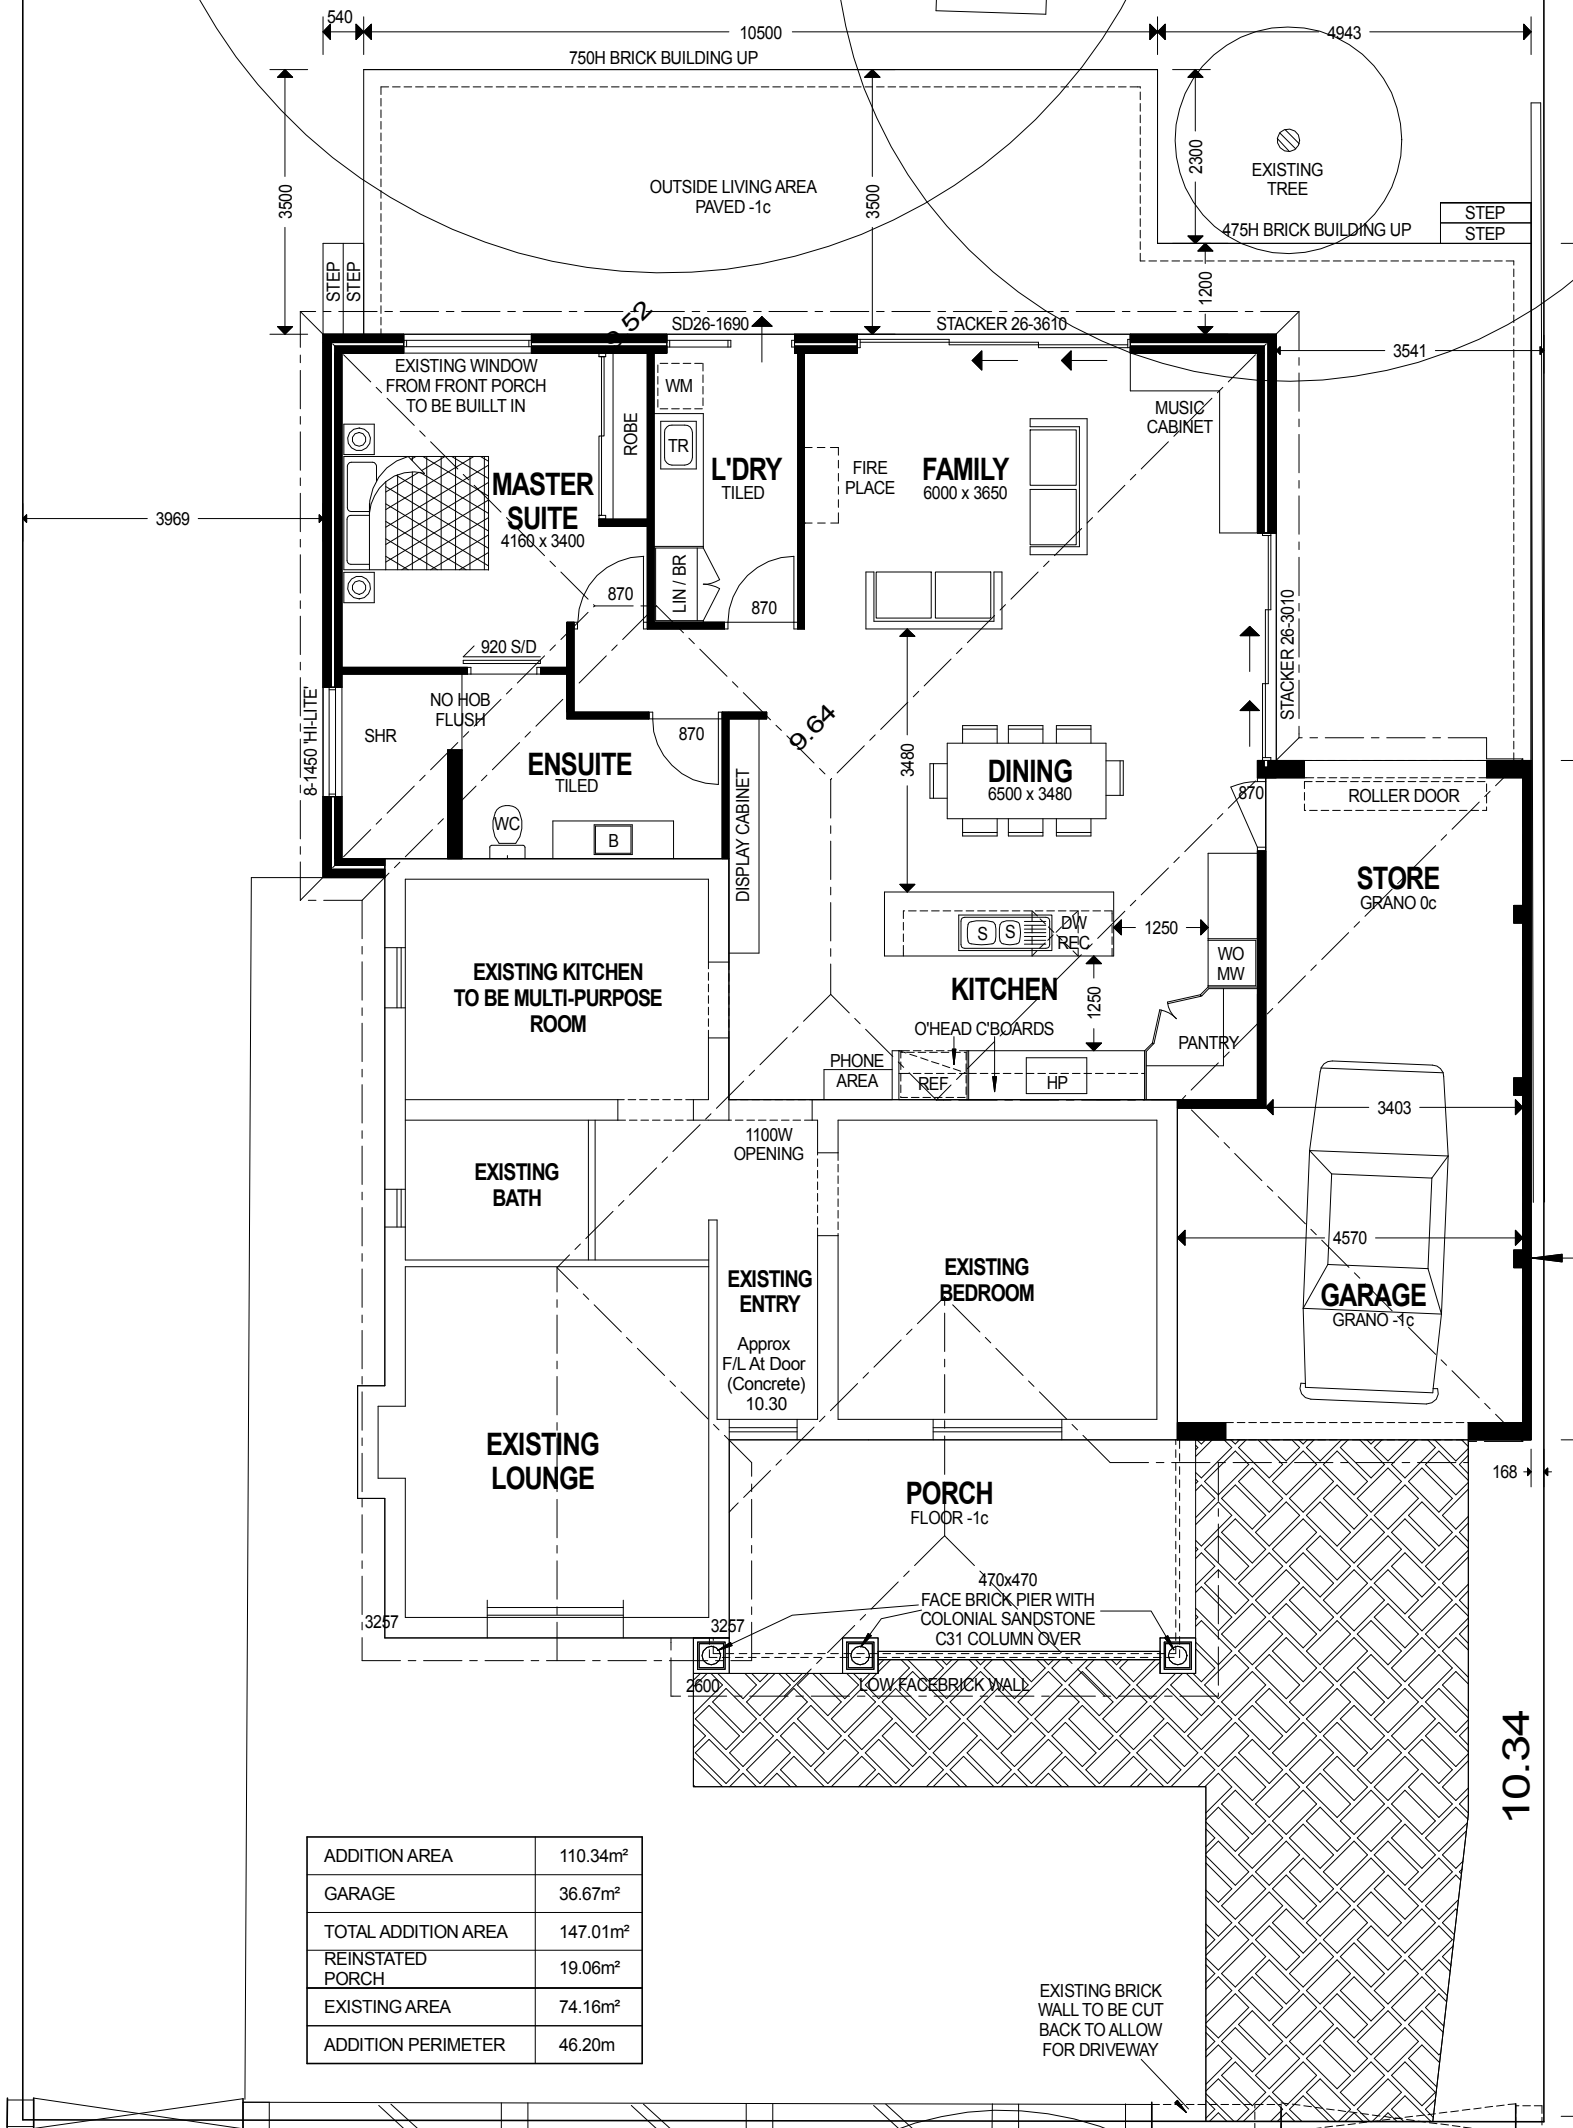 540
10500
4943
750H BRICK BUILDING UP
3500
OUTSIDE LIVING AREA
PAVED -1c
3500
2300
EXISTING
TREE
STEP
STEP
475H BRICK BUILDING UP
STEP
STEP
1200
SD26-1690
STACKER 26-3610
3541
EXISTING WINDOW
FROM FRONT PORCH
TO BE BUILLT IN
WM
ROBE
TR
L'DRY
TILED
FIRE
PLACE
FAMILY
6000 x 3650
MUSIC
CABINET
MASTER
SUITE
4160 x 3400
3969
LIN / BR
870
870
920 S/D
STACKER 26-3010
8-1450 'HI-LITE'
NO HOB
FLUSH
SHR
870
9.64
3480
ENSUITE
TILED
WC
B
DISPLAY CABINET
DINING
6500 x 3480
870
ROLLER DOOR
STORE
GRANO 0c
S
S
DW
REC
1250
WO
MW
EXISTING KITCHEN
TO BE MULTI-PURPOSE
ROOM
KITCHEN
1250
O'HEAD C'BOARDS
PANTRY
PHONE
AREA
REF
HP
3403
1100W
OPENING
EXISTING
BATH
4570
EXISTING
ENTRY
Approx
F/L At Door
(Concrete)
10.30
EXISTING
BEDROOM
GARAGE
GRANO -1c
EXISTING
LOUNGE
168
PORCH
FLOOR -1c
470x470
FACE BRICK PIER WITH
COLONIAL SANDSTONE
C31 COLUMN OVER
3257
3257
2600
LOW FACEBRICK WALL
10.34
ADDITION AREA 110.34m²
GARAGE 36.67m²
TOTAL ADDITION AREA 147.01m²
REINSTATED
PORCH 19.06m²
EXISTING AREA 74.16m²
ADDITION PERIMETER 46.20m
EXISTING BRICK
WALL TO BE CUT
BACK TO ALLOW
FOR DRIVEWAY